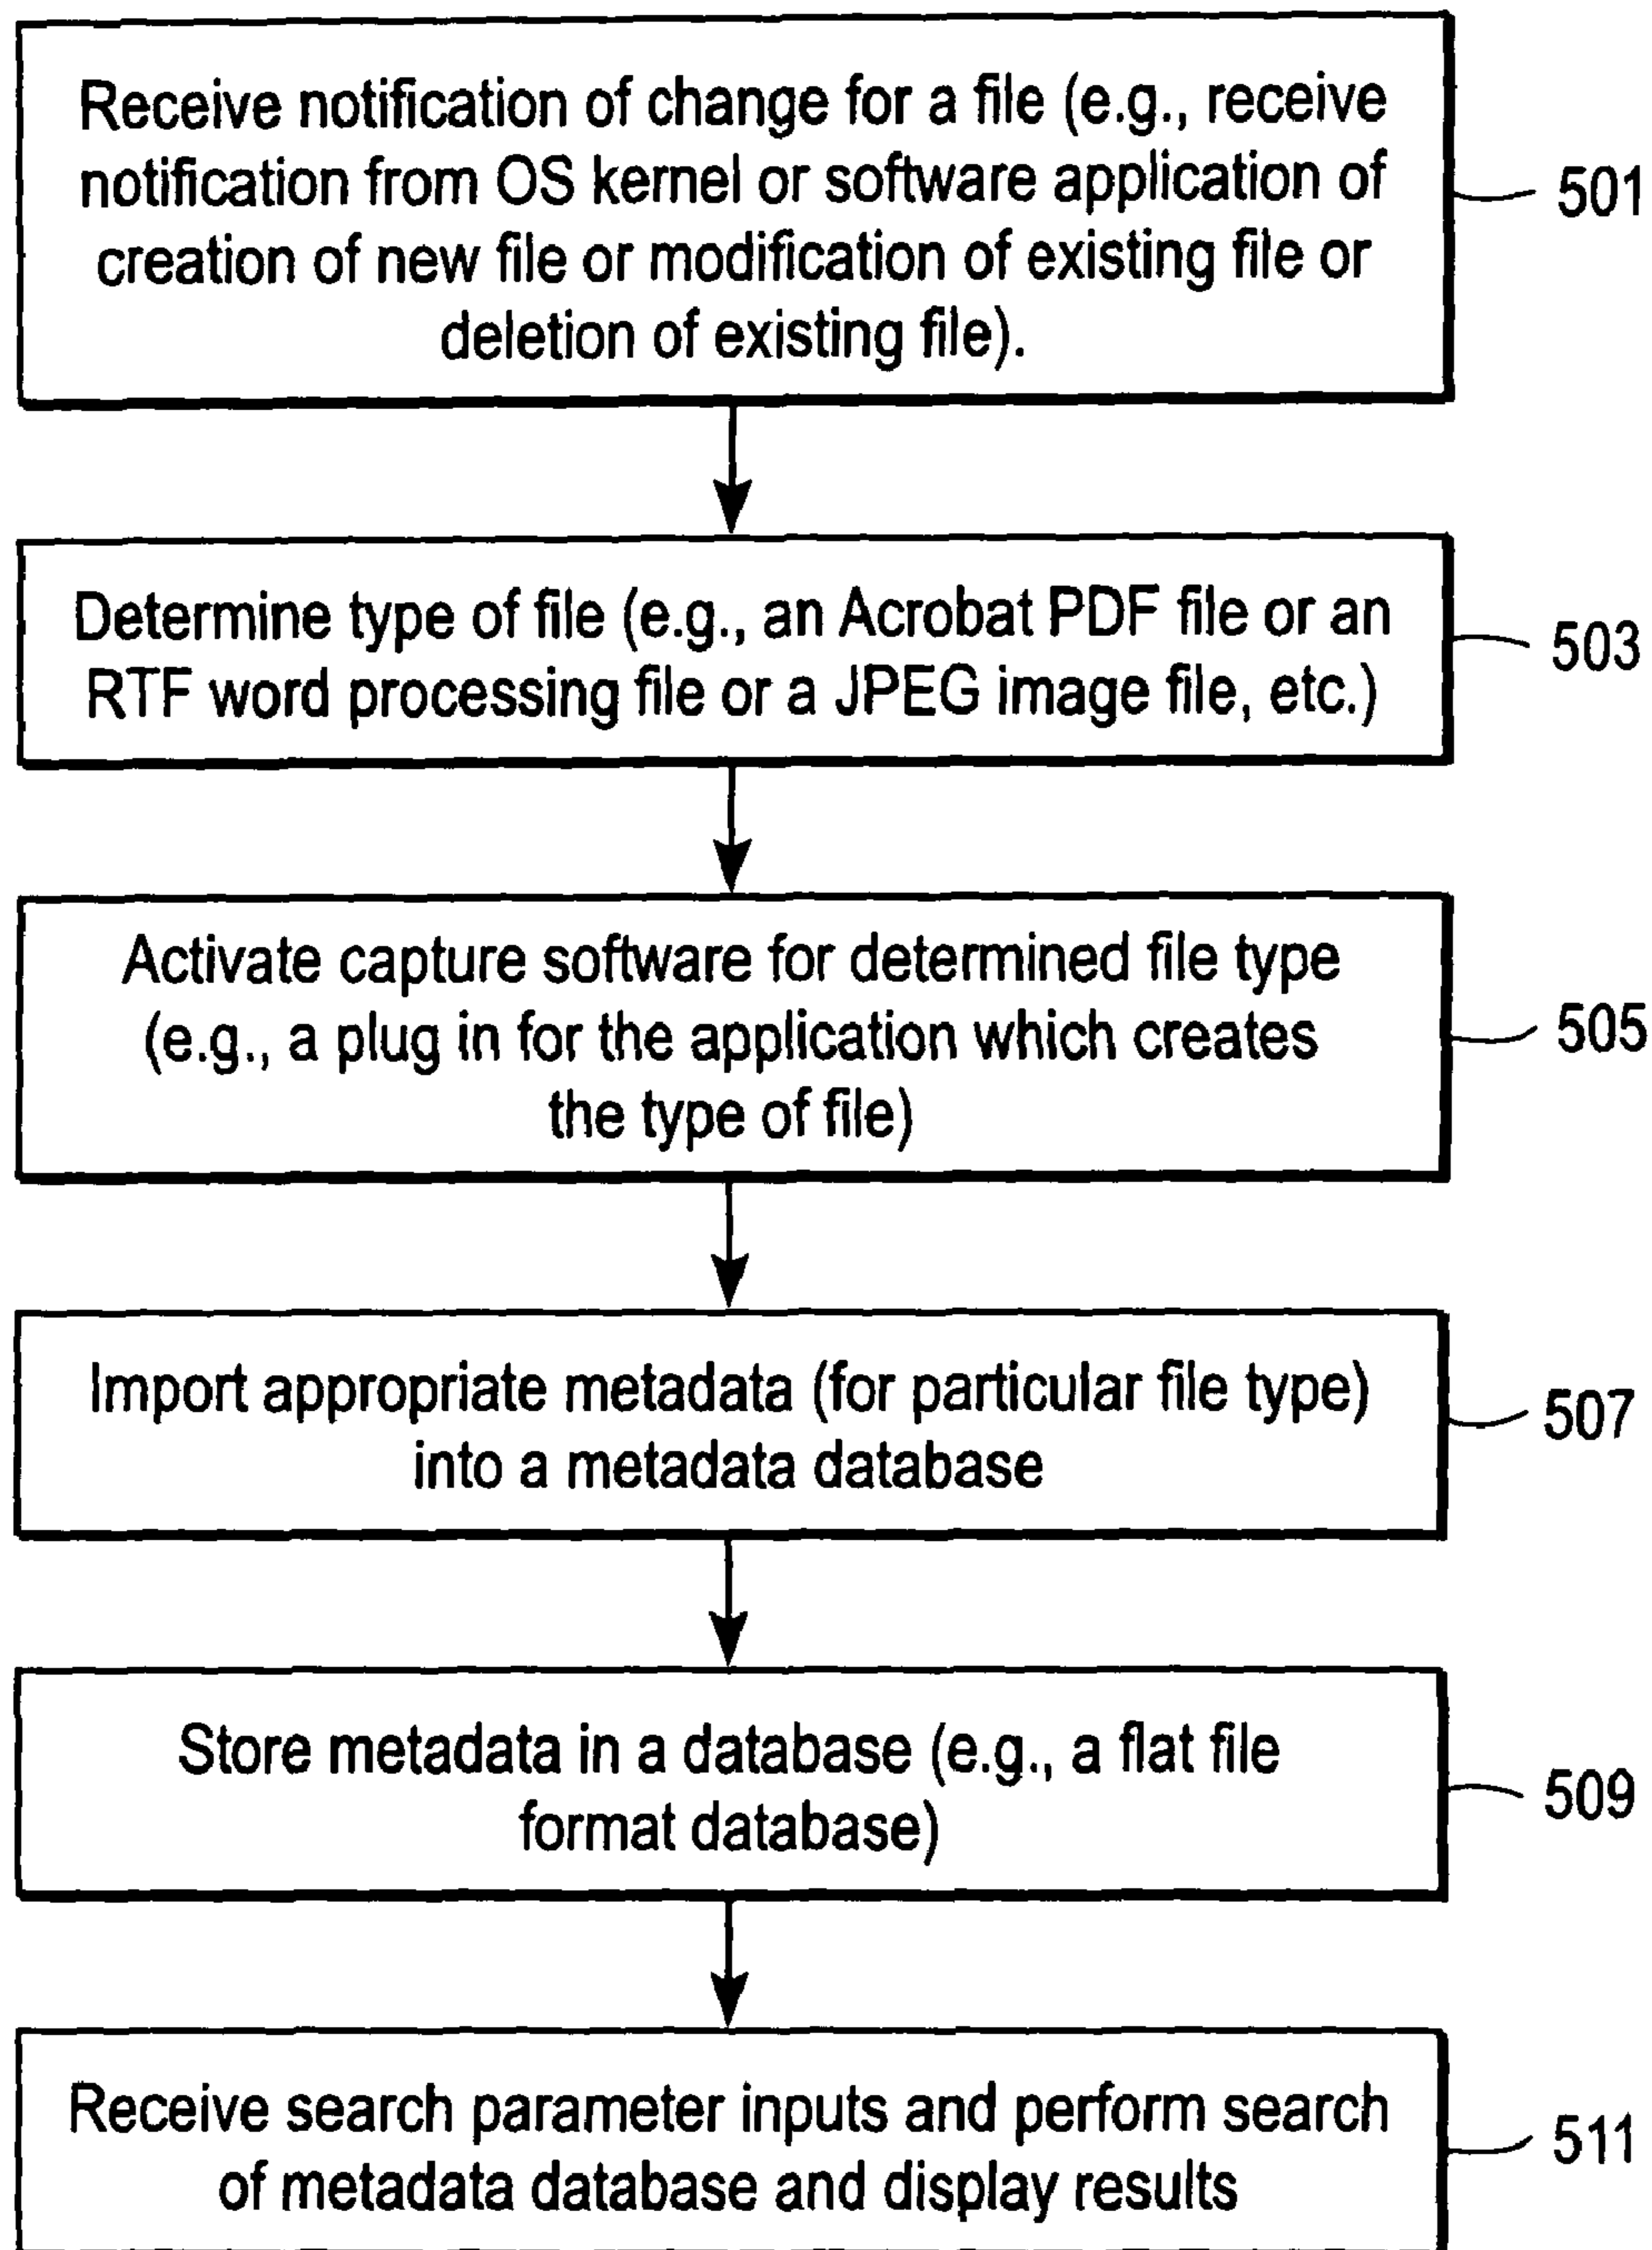 Receive notification of change for a file (e.g., receive
notification from OS kernel or software application of
creation of new file or modification of existing file or
deletion of existing file).
501
Determine type of file (e.g., an Acrobat PDF file or an
RTF word processing file or a JPEG image file, etc.)
503
Activate capture software for determined file type
(e.g., a plug in for the application which creates
the type of file)
505
Import appropriate metadata (for particular file type)
into a metadata database
507
Store metadata in a database (e.g., a flat file
format database)
509
Receive search parameter inputs and perform search
of metadata database and display results
511